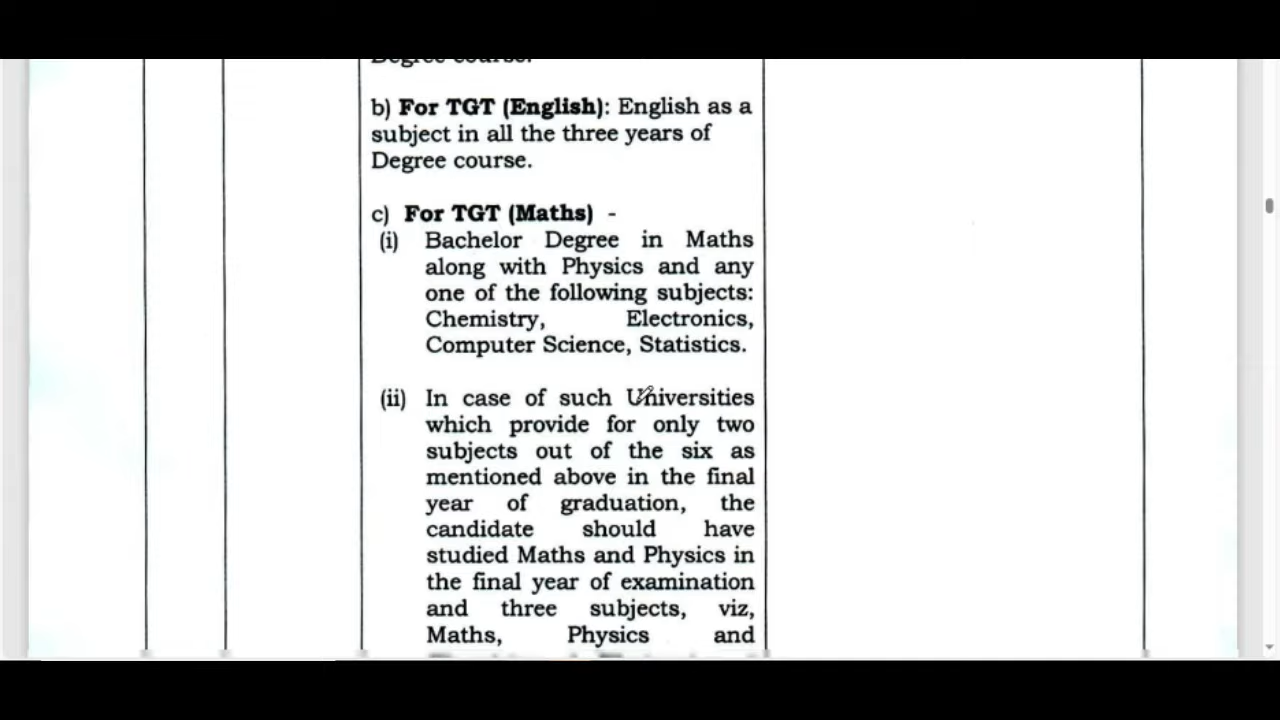 Degree course.
b) For TGT (English): English as a
subject in all the three years of
Degree course.
c) For TGT (Maths) -
(i) Bachelor Degree in Maths
along with Physics and any
one of the following subjects:
Chemistry, Electronics,
Computer Science, Statistics.
(ii) In case of such Universities
which provide for only two
subjects out of the six as
mentioned above in the final
year of graduation, the
candidate should have
studied Maths and Physics in
the final year of examination
and three subjects, viz,
Maths, Physics and